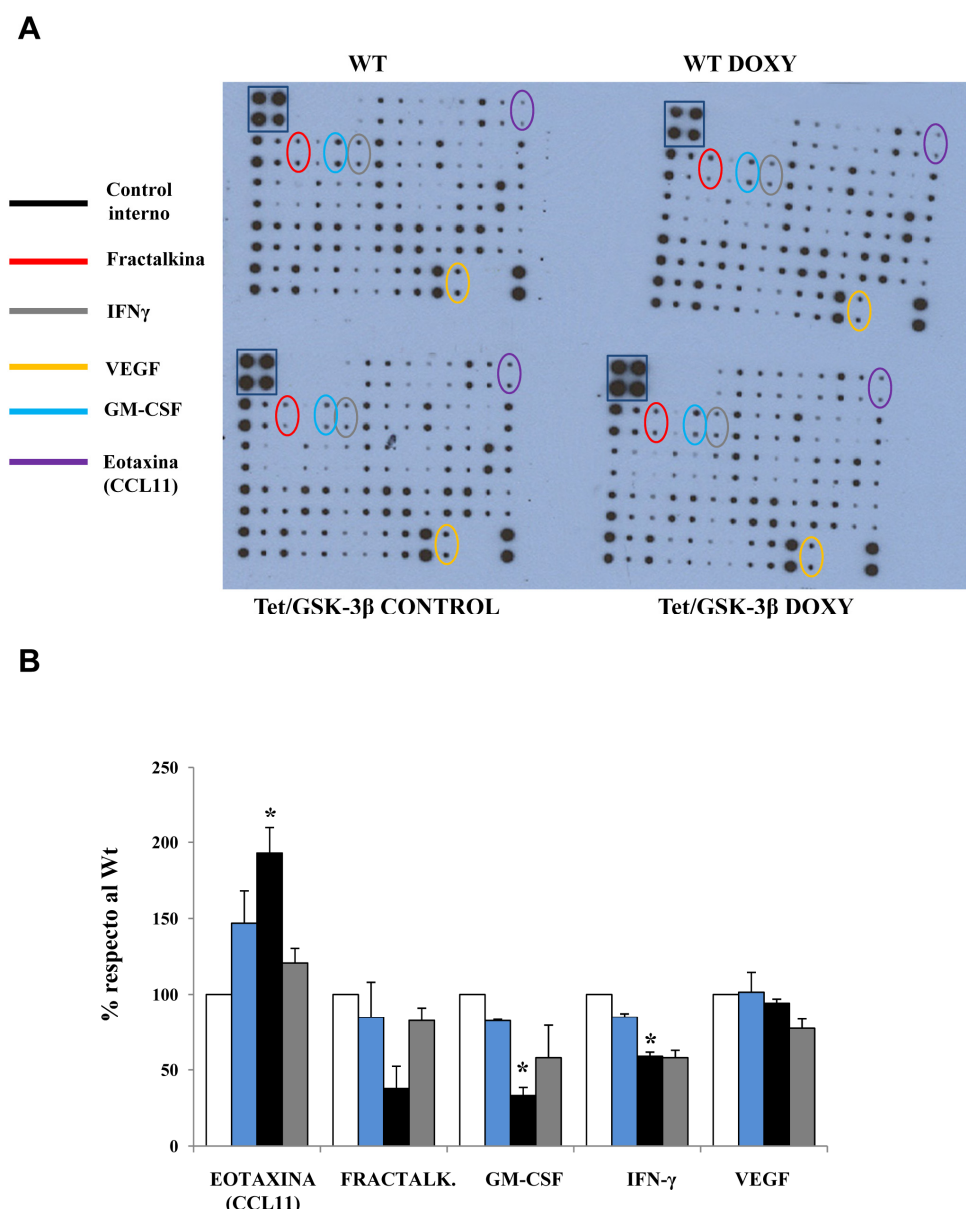 A
WT
WT DOXY
Control
interno
Fractalkina
IFNγ
VEGF
GM-CSF
Eotaxina
(CCL11)
Tet/GSK-3β CONTROL
Tet/GSK-3β DOXY
B
% respecto al Wt
250
200
150
100
50
0
*
*
*
EOTAXINA
(CCL11)
FRACTALK.
GM-CSF
IFN-γ
VEGF